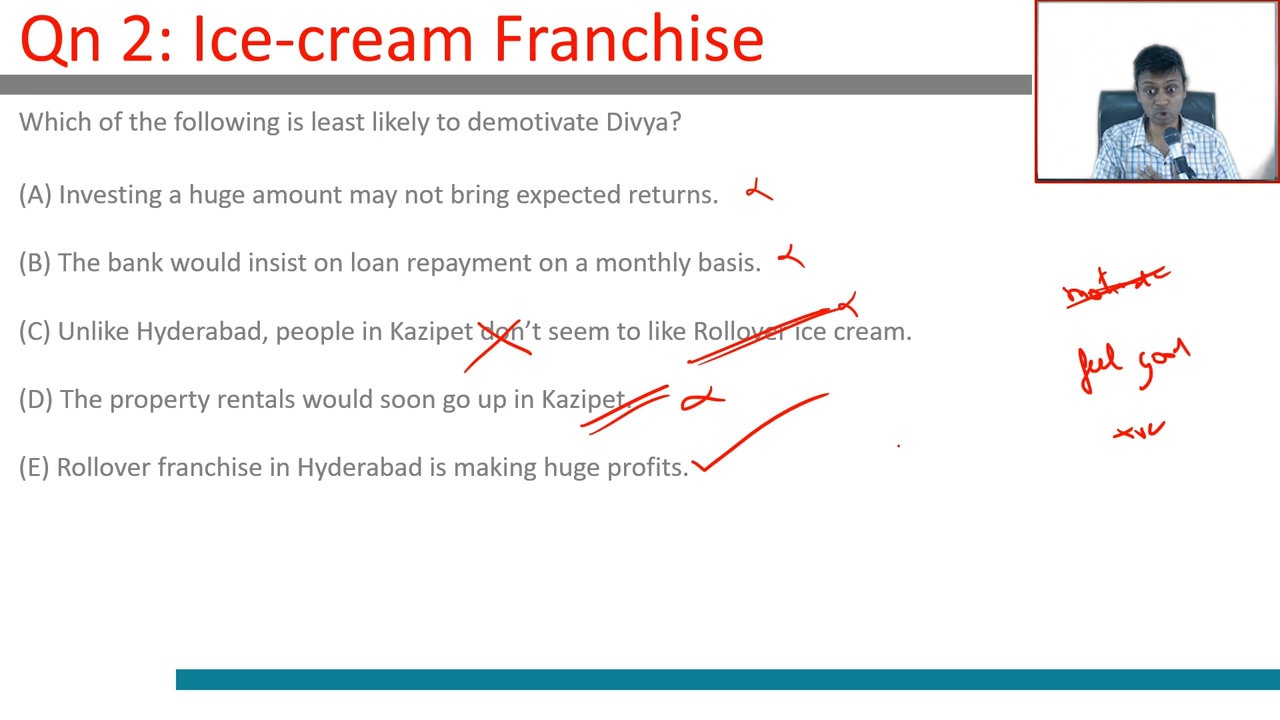 Qn 2: Ice-cream Franchise
Which of the following is least likely to demotivate Divya?
(A) Investing a huge amount may not bring expected returns.
(B) The bank would insist on loan repayment on a monthly basis.
(C) Unlike Hyderabad, people in Kazipet don't seem to like Rollover ice cream.
(D) The property rentals would soon go up in Kazipet.
(E) Rollover franchise in Hyderabad is making huge profits.
feel good